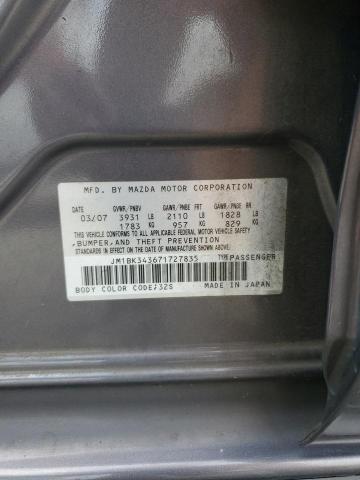 MFD. BY MAZDA MOTOR CORPORATION
DATE GVWR/PNBV GAWR/PNBE FRT GAWR/PNBE RR
03/07 3931 LB 2110 LB 1828 LB
1783 KG 957 KG 829 KG
THIS VEHICLE CONFORMS TO ALL APPLICABLE FEDERAL MOTOR VEHICLE SAFETY
, BUMPER, AND THEFT PREVENTION
STANDARDS IN EFFECT ON THE DATE OF MANUFACTURE SHOWN ABOVE.
JM1BK343671727835 TYPE: PASSENGER
BODY COLOR CODE: 32S MADE IN JAPAN